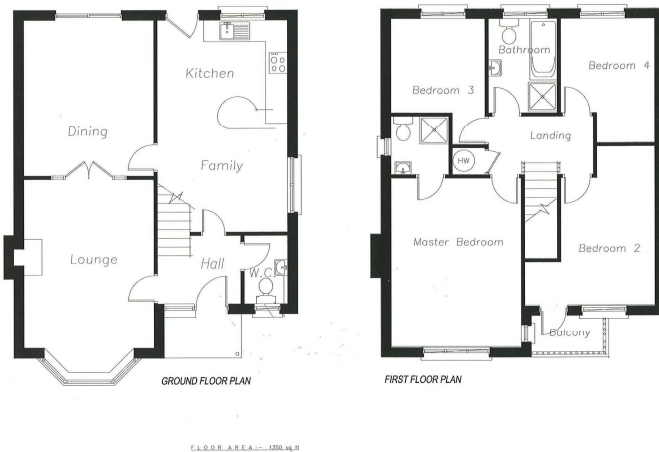 Kitchen
Dining
Family
Lounge
Hall
W.C.
GROUND FLOOR PLAN
Bathroom
Bedroom 4
Bedroom 3
Landing
HW
Master Bedroom
Bedroom 2
Balcony
FIRST FLOOR PLAN
FLOOR AREA:- 1350 sq ft